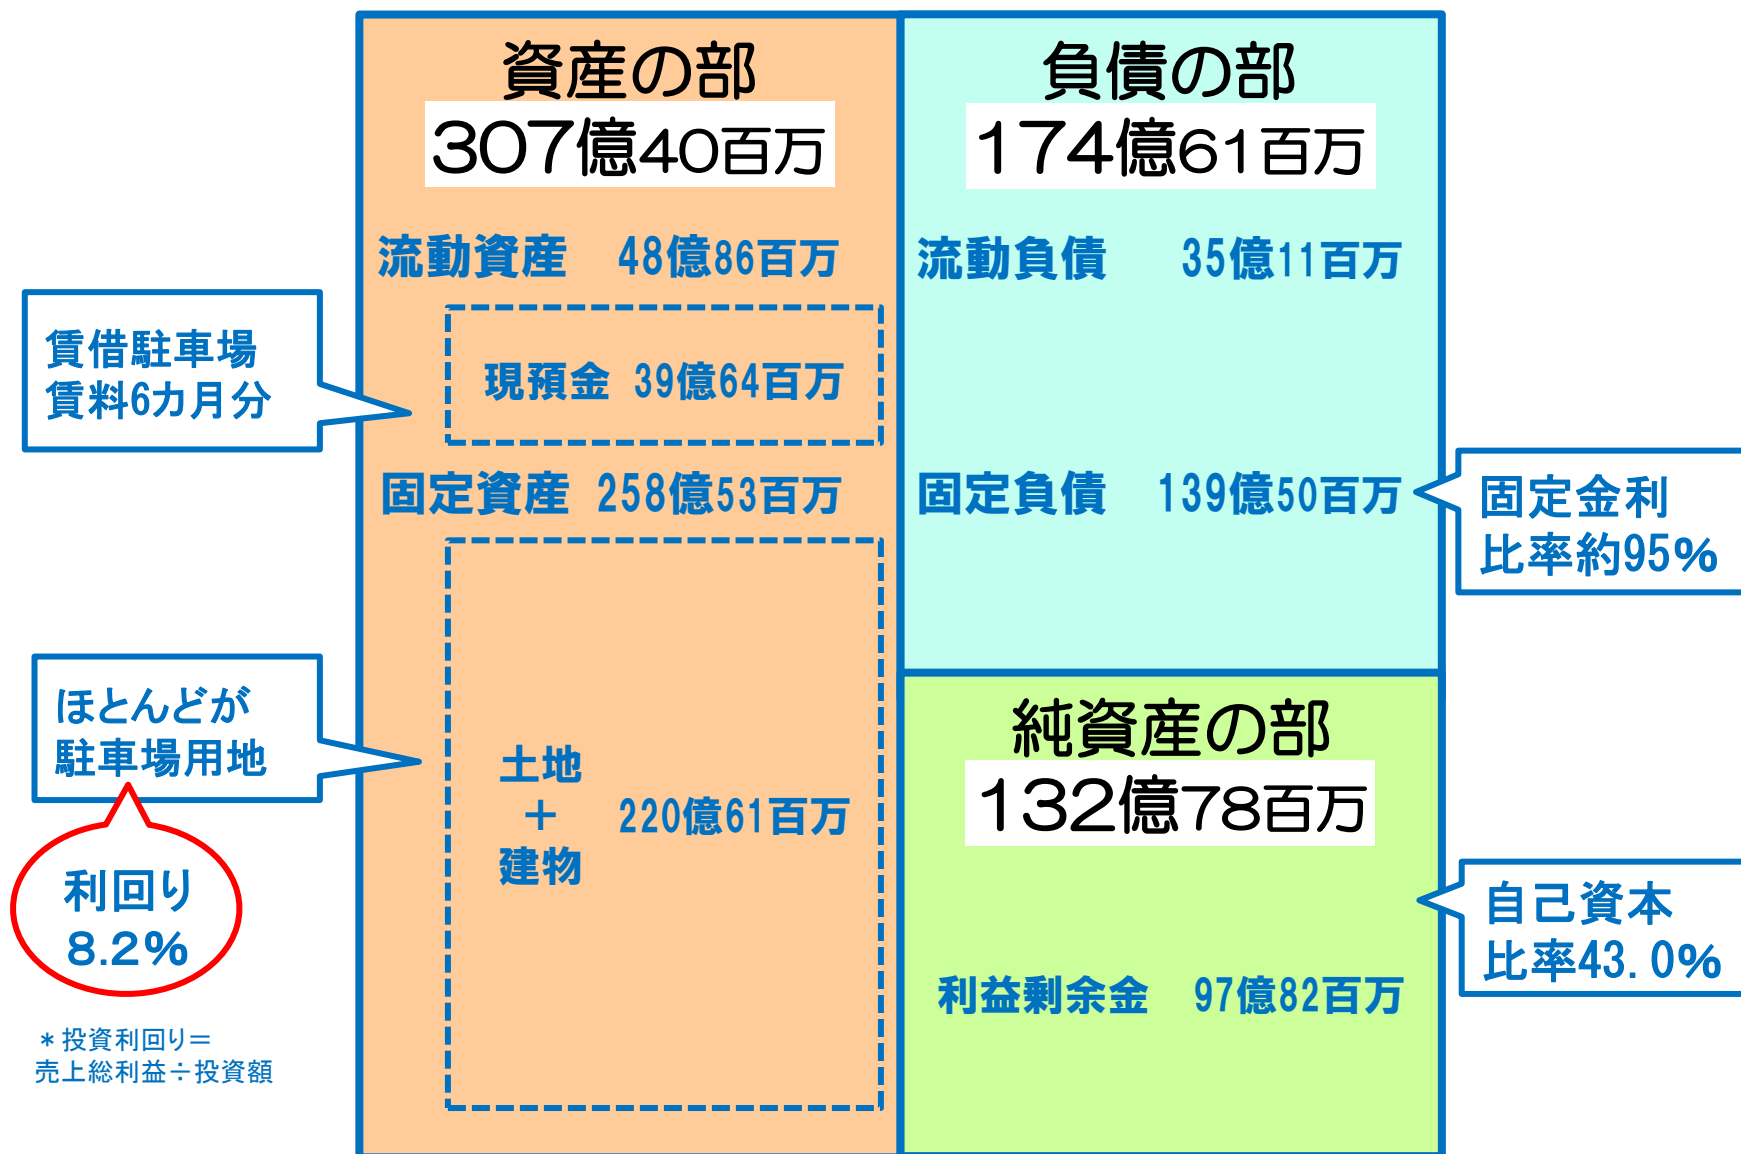 資産の部
307億40百万
流動資産 48億86百万
現預金 39億64百万
固定資産 258億53百万
土地
+
建物
220億61百万
賃借駐車場
賃料6カ月分
ほとんどが
駐車場用地
利回り
8.2%
*投資利回り=
売上総利益÷投資額
負債の部
174億61百万
流動負債 35億11百万
固定負債 139億50百万
固定金利
比率約95%
純資産の部
132億78百万
利益剰余金 97億82百万
自己資本
比率43.0%